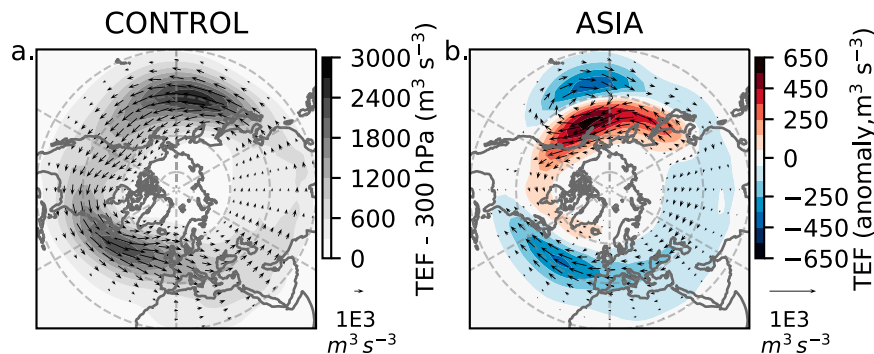 CONTROL
ASIA
a.
b.
3000
2400
1800
1200
600
0
TEF - 300 hPa (m³ s⁻³)
1E3
m³ s⁻³
650
450
250
0
−250
−450
−650
TEF (anomaly,m³ s⁻³)
1E3
m³ s⁻³